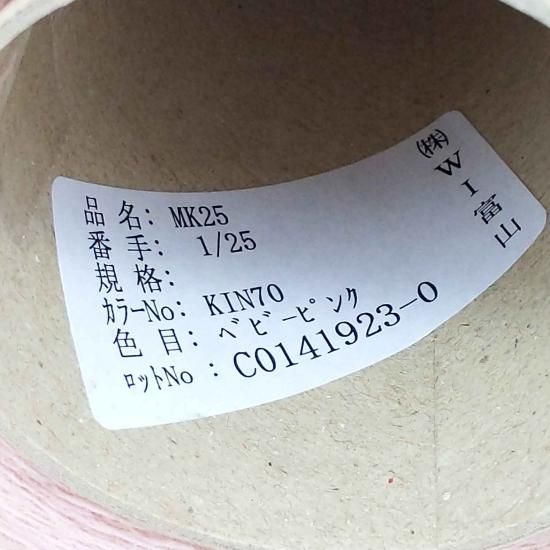 品 名: MK25
番 手: 1/25
規 格:
ｶﾗｰNo: KIN70
色 目: ﾍﾞﾋﾞｰﾋﾟﾝｸ
ﾛｯﾄNo : C0141923-0
㈱WI富山